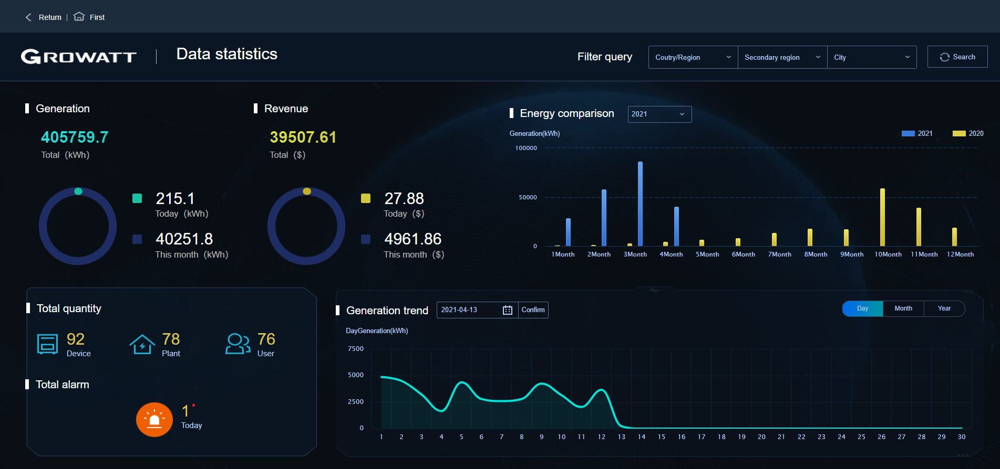 Return | First
GROWATT
Data statistics
Filter query
Coutry/Region
Secondary region
City
Search
Generation
405759.7
Total (kWh)
215.1
Today (kWh)
40251.8
This month (kWh)
Revenue
39507.61
Total ($)
27.88
Today ($)
4961.86
This month ($)
Energy comparison
2021
Generation(kWh)
2021
2020
100000
50000
0
1Month 2Month 3Month 4Month 5Month 6Month 7Month 8Month 9Month 10Month 11Month 12Month
Total quantity
92
Device
78
Plant
76
User
Total alarm
1
Today
Generation trend
2021-04-13
Confirm
Day
Month
Year
DayGeneration(kWh)
7500
5000
2500
0
1 2 3 4 5 6 7 8 9 10 11 12 13 14 15 16 17 18 19 20 21 22 23 24 25 26 27 28 29 30